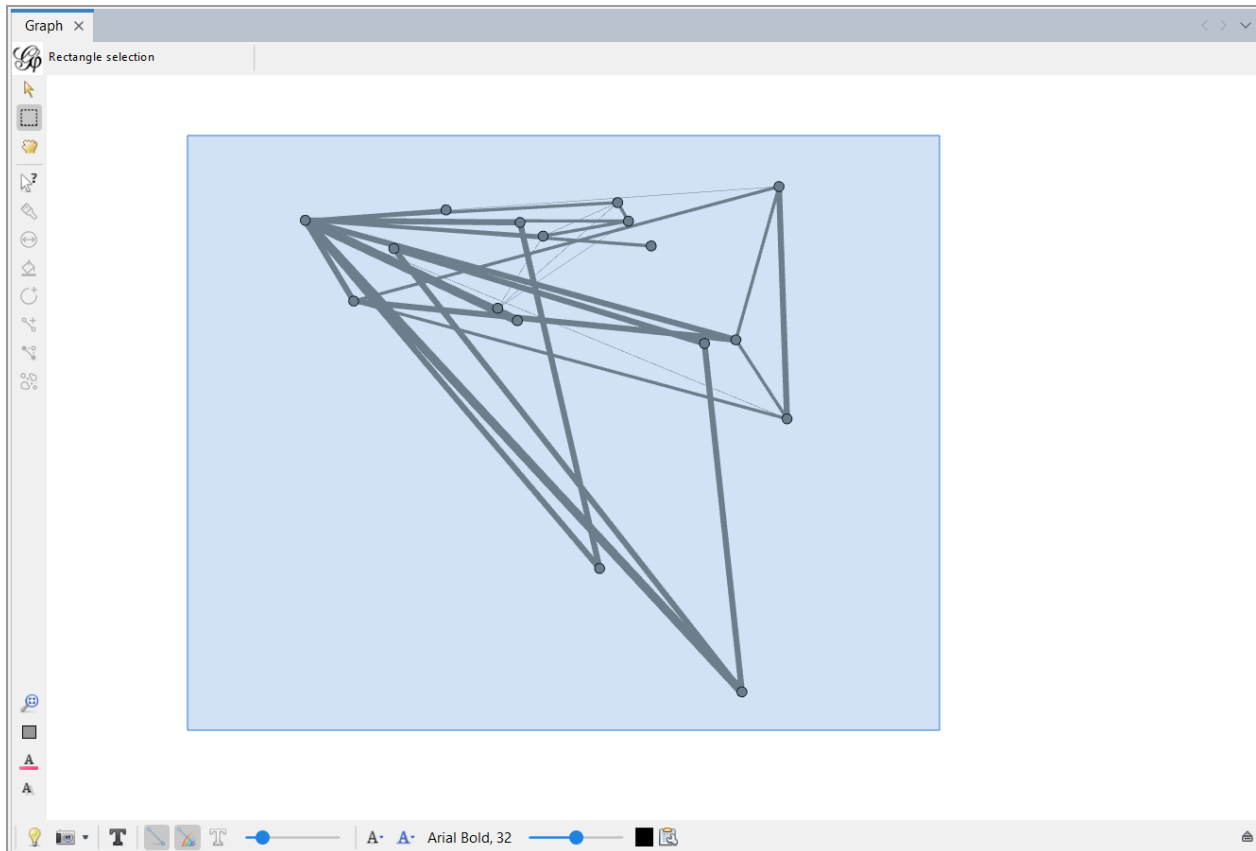 Graph
Rectangle selection
A
A
T T A- A- Arial Bold, 32